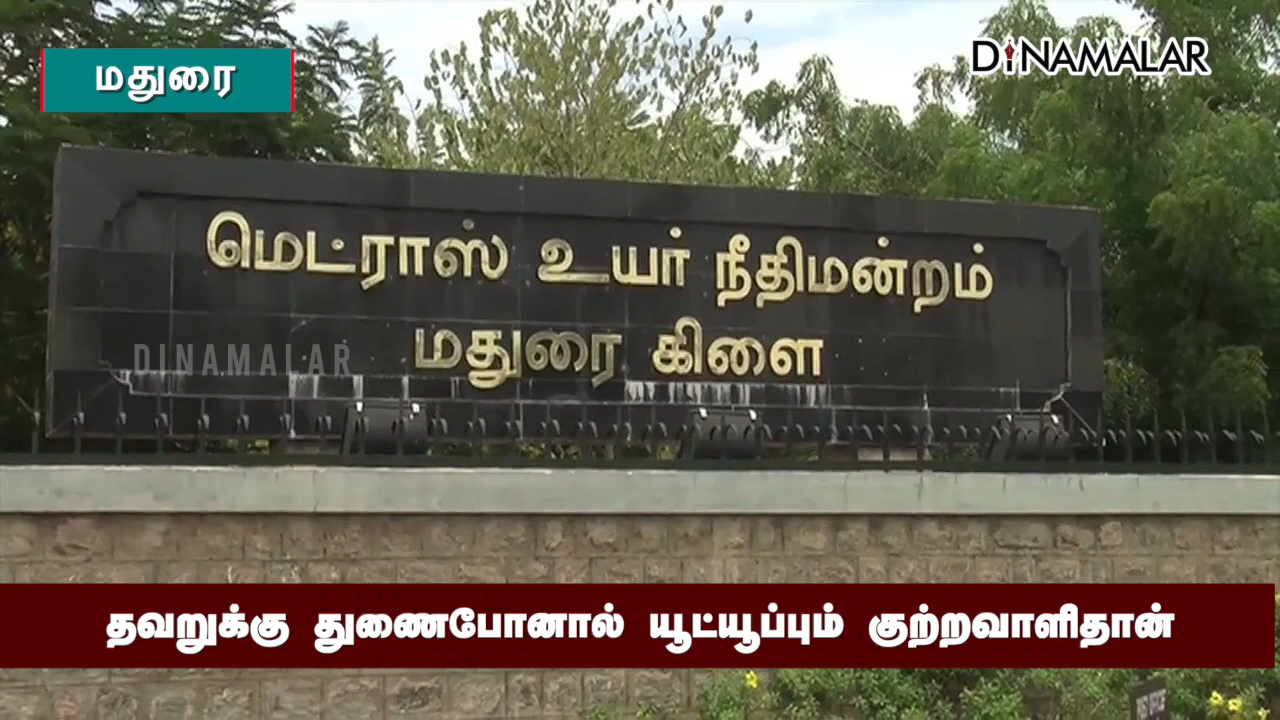 மதுரை
DINAMALAR
மெட்ராஸ் உயர் நீதிமன்றம்
மதுரை கிளை
DINAMALAR
தவறுக்கு துணைபோனால் யூட்யூப்பும் குற்றவாளிதான்